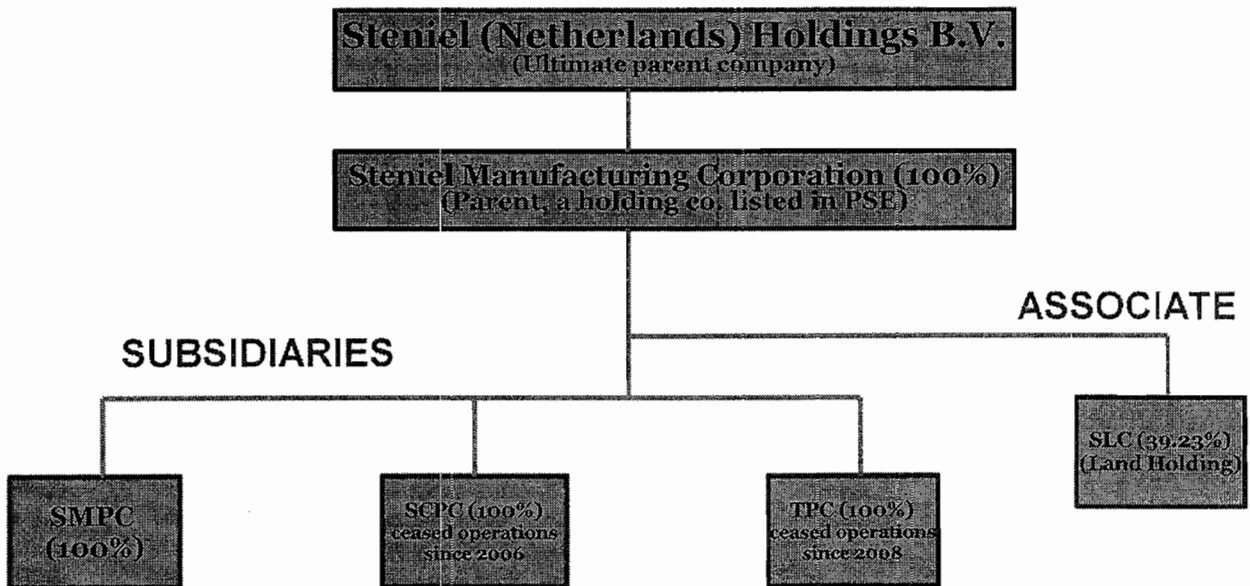 Steniel (Netherlands) Holdings B.V.
(Ultimate parent company)
Steniel Manufacturing Corporation (100%)
(Parent, a holding co. listed in PSE)
ASSOCIATE
SUBSIDIARIES
SLC (39.23%)
(Land Holding)
SMPC
(100%)
SCPC (100%)
ceased operations
since 2006
TPC (100%)
ceased operations
since 2008